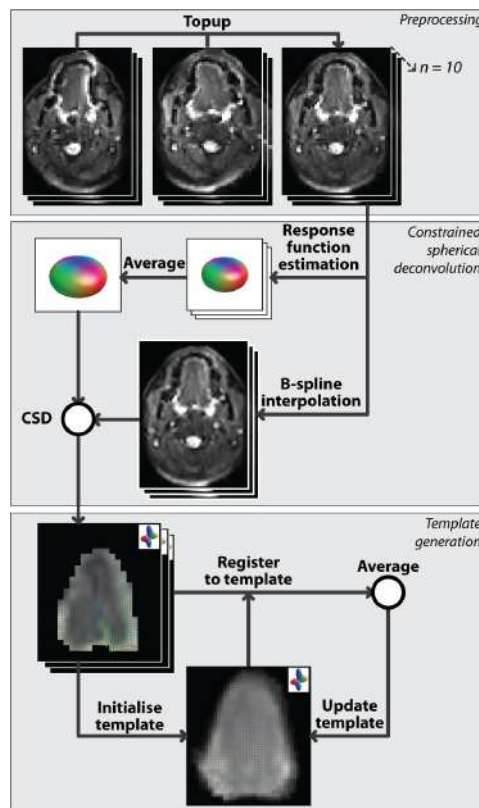 Topup
Preprocessing
n = 10
Constrained
spherical
deconvolution
Response
function
estimation
Average
B-spline
interpolation
CSD
Template
generation
Register
to template
Average
Initialise
template
Update
template